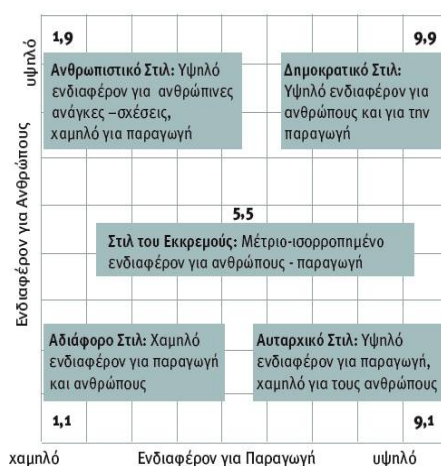 1,9
9,9
Ανθρωπιστικό Στιλ: Υψηλό
ενδιαφέρον για ανθρώπινες
ανάγκες –σχέσεις,
χαμηλό για παραγωγή
Δημοκρατικό Στιλ:
Υψηλό ενδιαφέρον για
ανθρώπους και για την
παραγωγή
5,5
Στιλ του Εκκρεμούς: Μέτριο-ισορροπημένο
ενδιαφέρον για ανθρώπους - παραγωγή
Αδιάφορο Στιλ: Χαμηλό
ενδιαφέρον για παραγωγή
και ανθρώπους
Αυταρχικό Στιλ: Υψηλό
ενδιαφέρον για παραγωγή,
χαμηλό για τους ανθρώπους
1,1
9,1
υψηλό
Ενδιαφέρον για Ανθρώπους
χαμηλό
Ενδιαφέρον για Παραγωγή
υψηλό